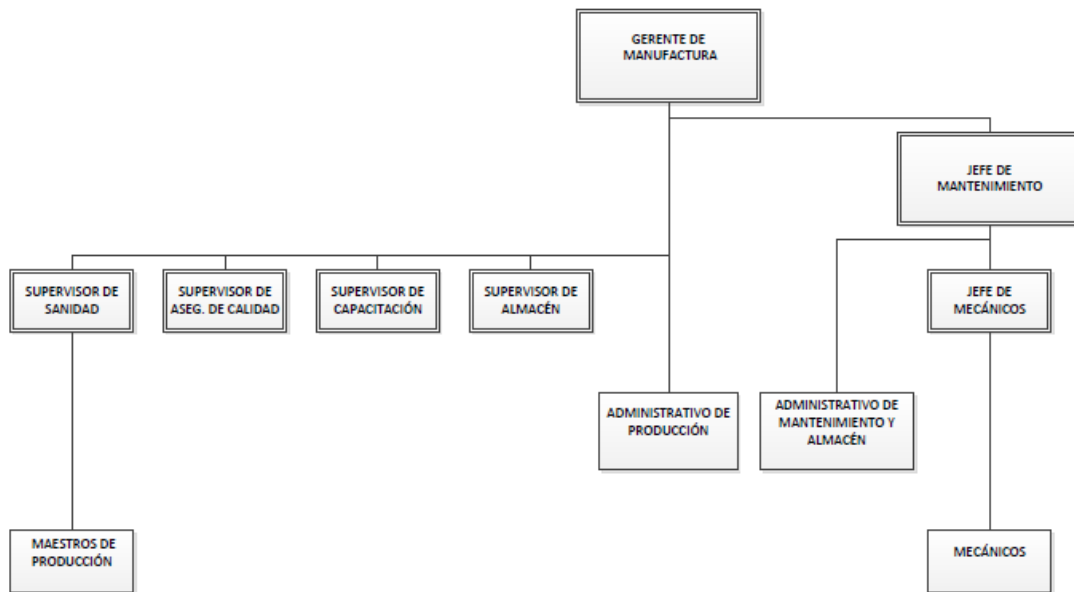 GERENTE DE
MANUFACTURA
JEFE DE
MANTENIMIENTO
SUPERVISOR DE
SANIDAD
SUPERVISOR DE
ASEG. DE CALIDAD
SUPERVISOR DE
CAPACITACIÓN
SUPERVISOR DE
ALMACÉN
JEFE DE
MECÁNICOS
ADMINISTRATIVO DE
PRODUCCIÓN
ADMINISTRATIVO DE
MANTENIMIENTO Y
ALMACÉN
MAESTROS DE
PRODUCCIÓN
MECÁNICOS